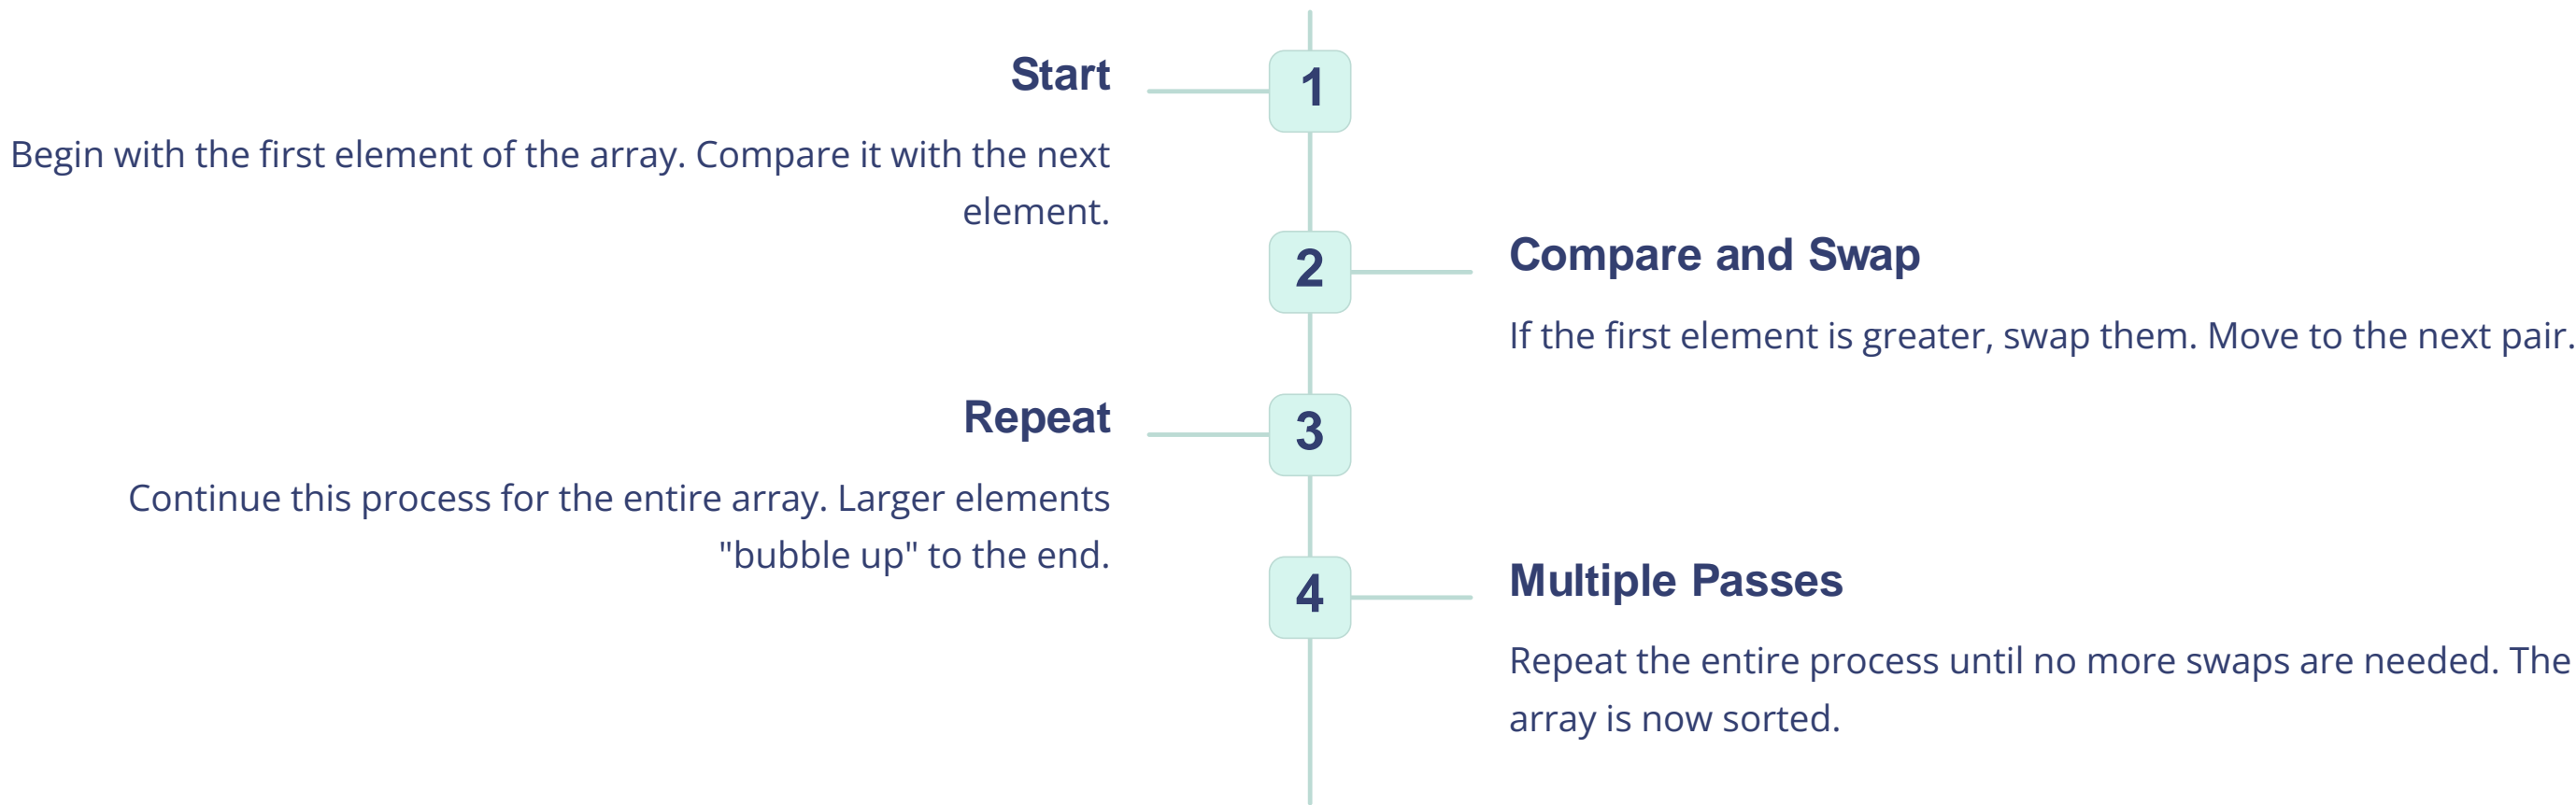 1
Start
Begin with the first element of the array. Compare it with the next
element.
2
Compare and Swap
If the first element is greater, swap them. Move to the next pair.
3
Repeat
Continue this process for the entire array. Larger elements
"bubble up" to the end.
4
Multiple Passes
Repeat the entire process until no more swaps are needed. The
array is now sorted.